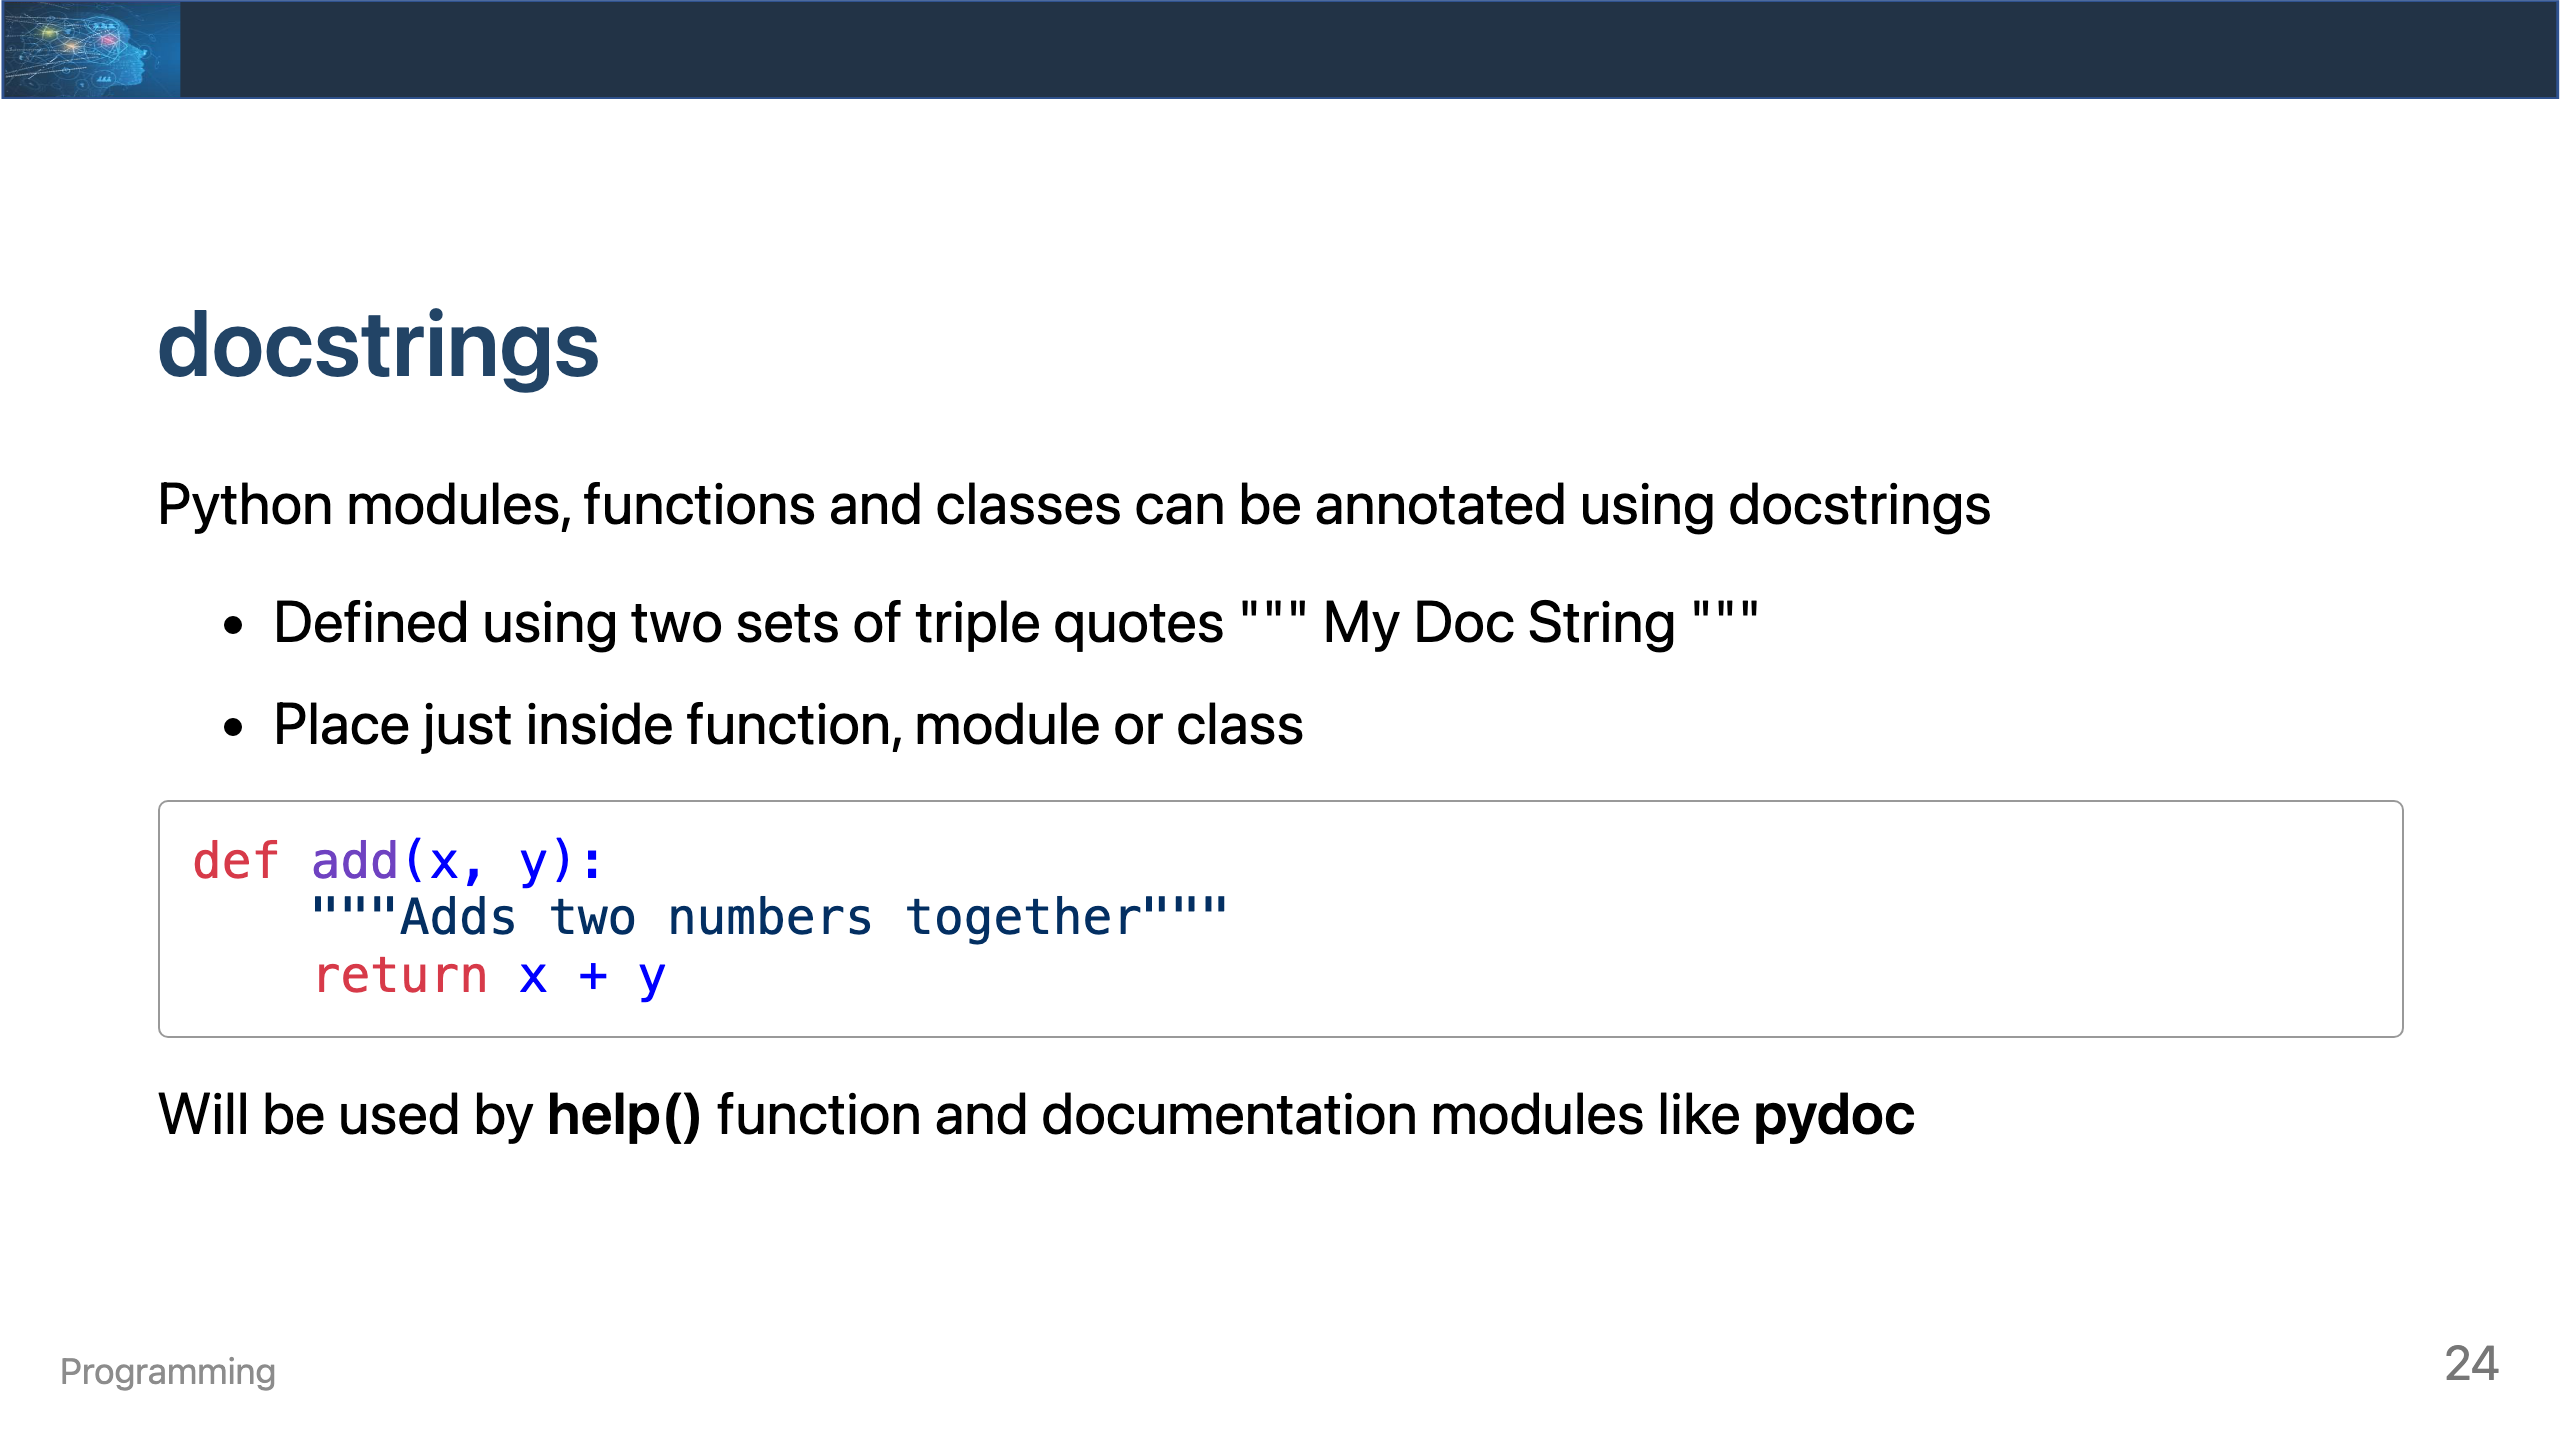 docstrings
Python modules, functions and classes can be annotated using docstrings
• Defined using two sets of triple quotes """ My Doc String """
• Place just inside function, module or class
def add(x, y):
    """Adds two numbers together"""
    return x + y
Will be used by help() function and documentation modules like pydoc
Programming
24